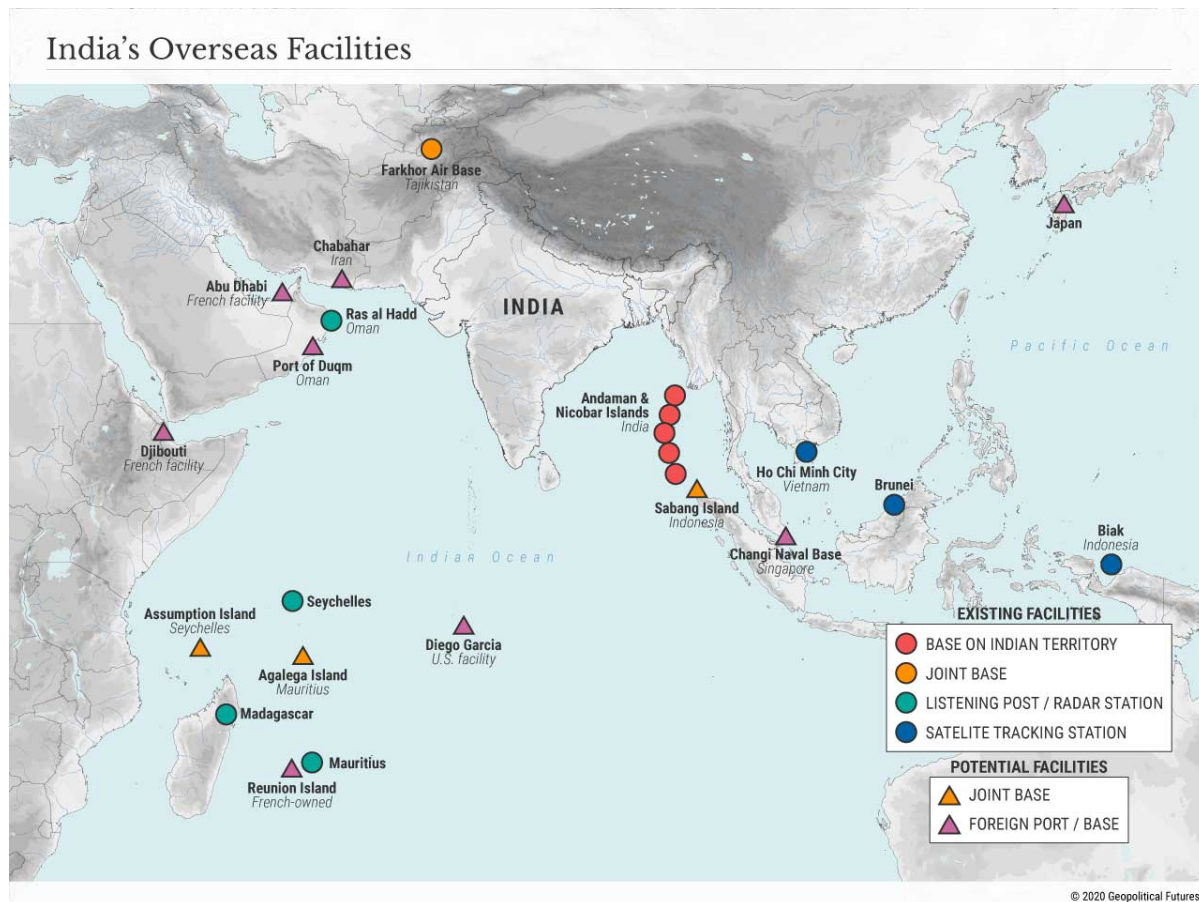 India's Overseas Facilities
Farkhor Air Base
Tajikistan
Japan
Chabahar
Iran
Abu Dhabi
French facility
Ras al Hadd
Oman
INDIA
Port of Duqm
Oman
Pacific Ocean
Andaman &
Nicobar Islands
India
Djibouti
French facility
Ho Chi Minh City
Vietnam
Brunei
Sabang Island
Indonesia
Changi Naval Base
Singapore
Biak
Indonesia
Indian Ocean
Seychelles
Assumption Island
Seychelles
Agalega Island
Mauritius
Diego Garcia
U.S. facility
Madagascar
Mauritius
Reunion Island
French-owned
EXISTING FACILITIES
BASE ON INDIAN TERRITORY
JOINT BASE
LISTENING POST / RADAR STATION
SATELITE TRACKING STATION
POTENTIAL FACILITIES
JOINT BASE
FOREIGN PORT / BASE
© 2020 Geopolitical Futures